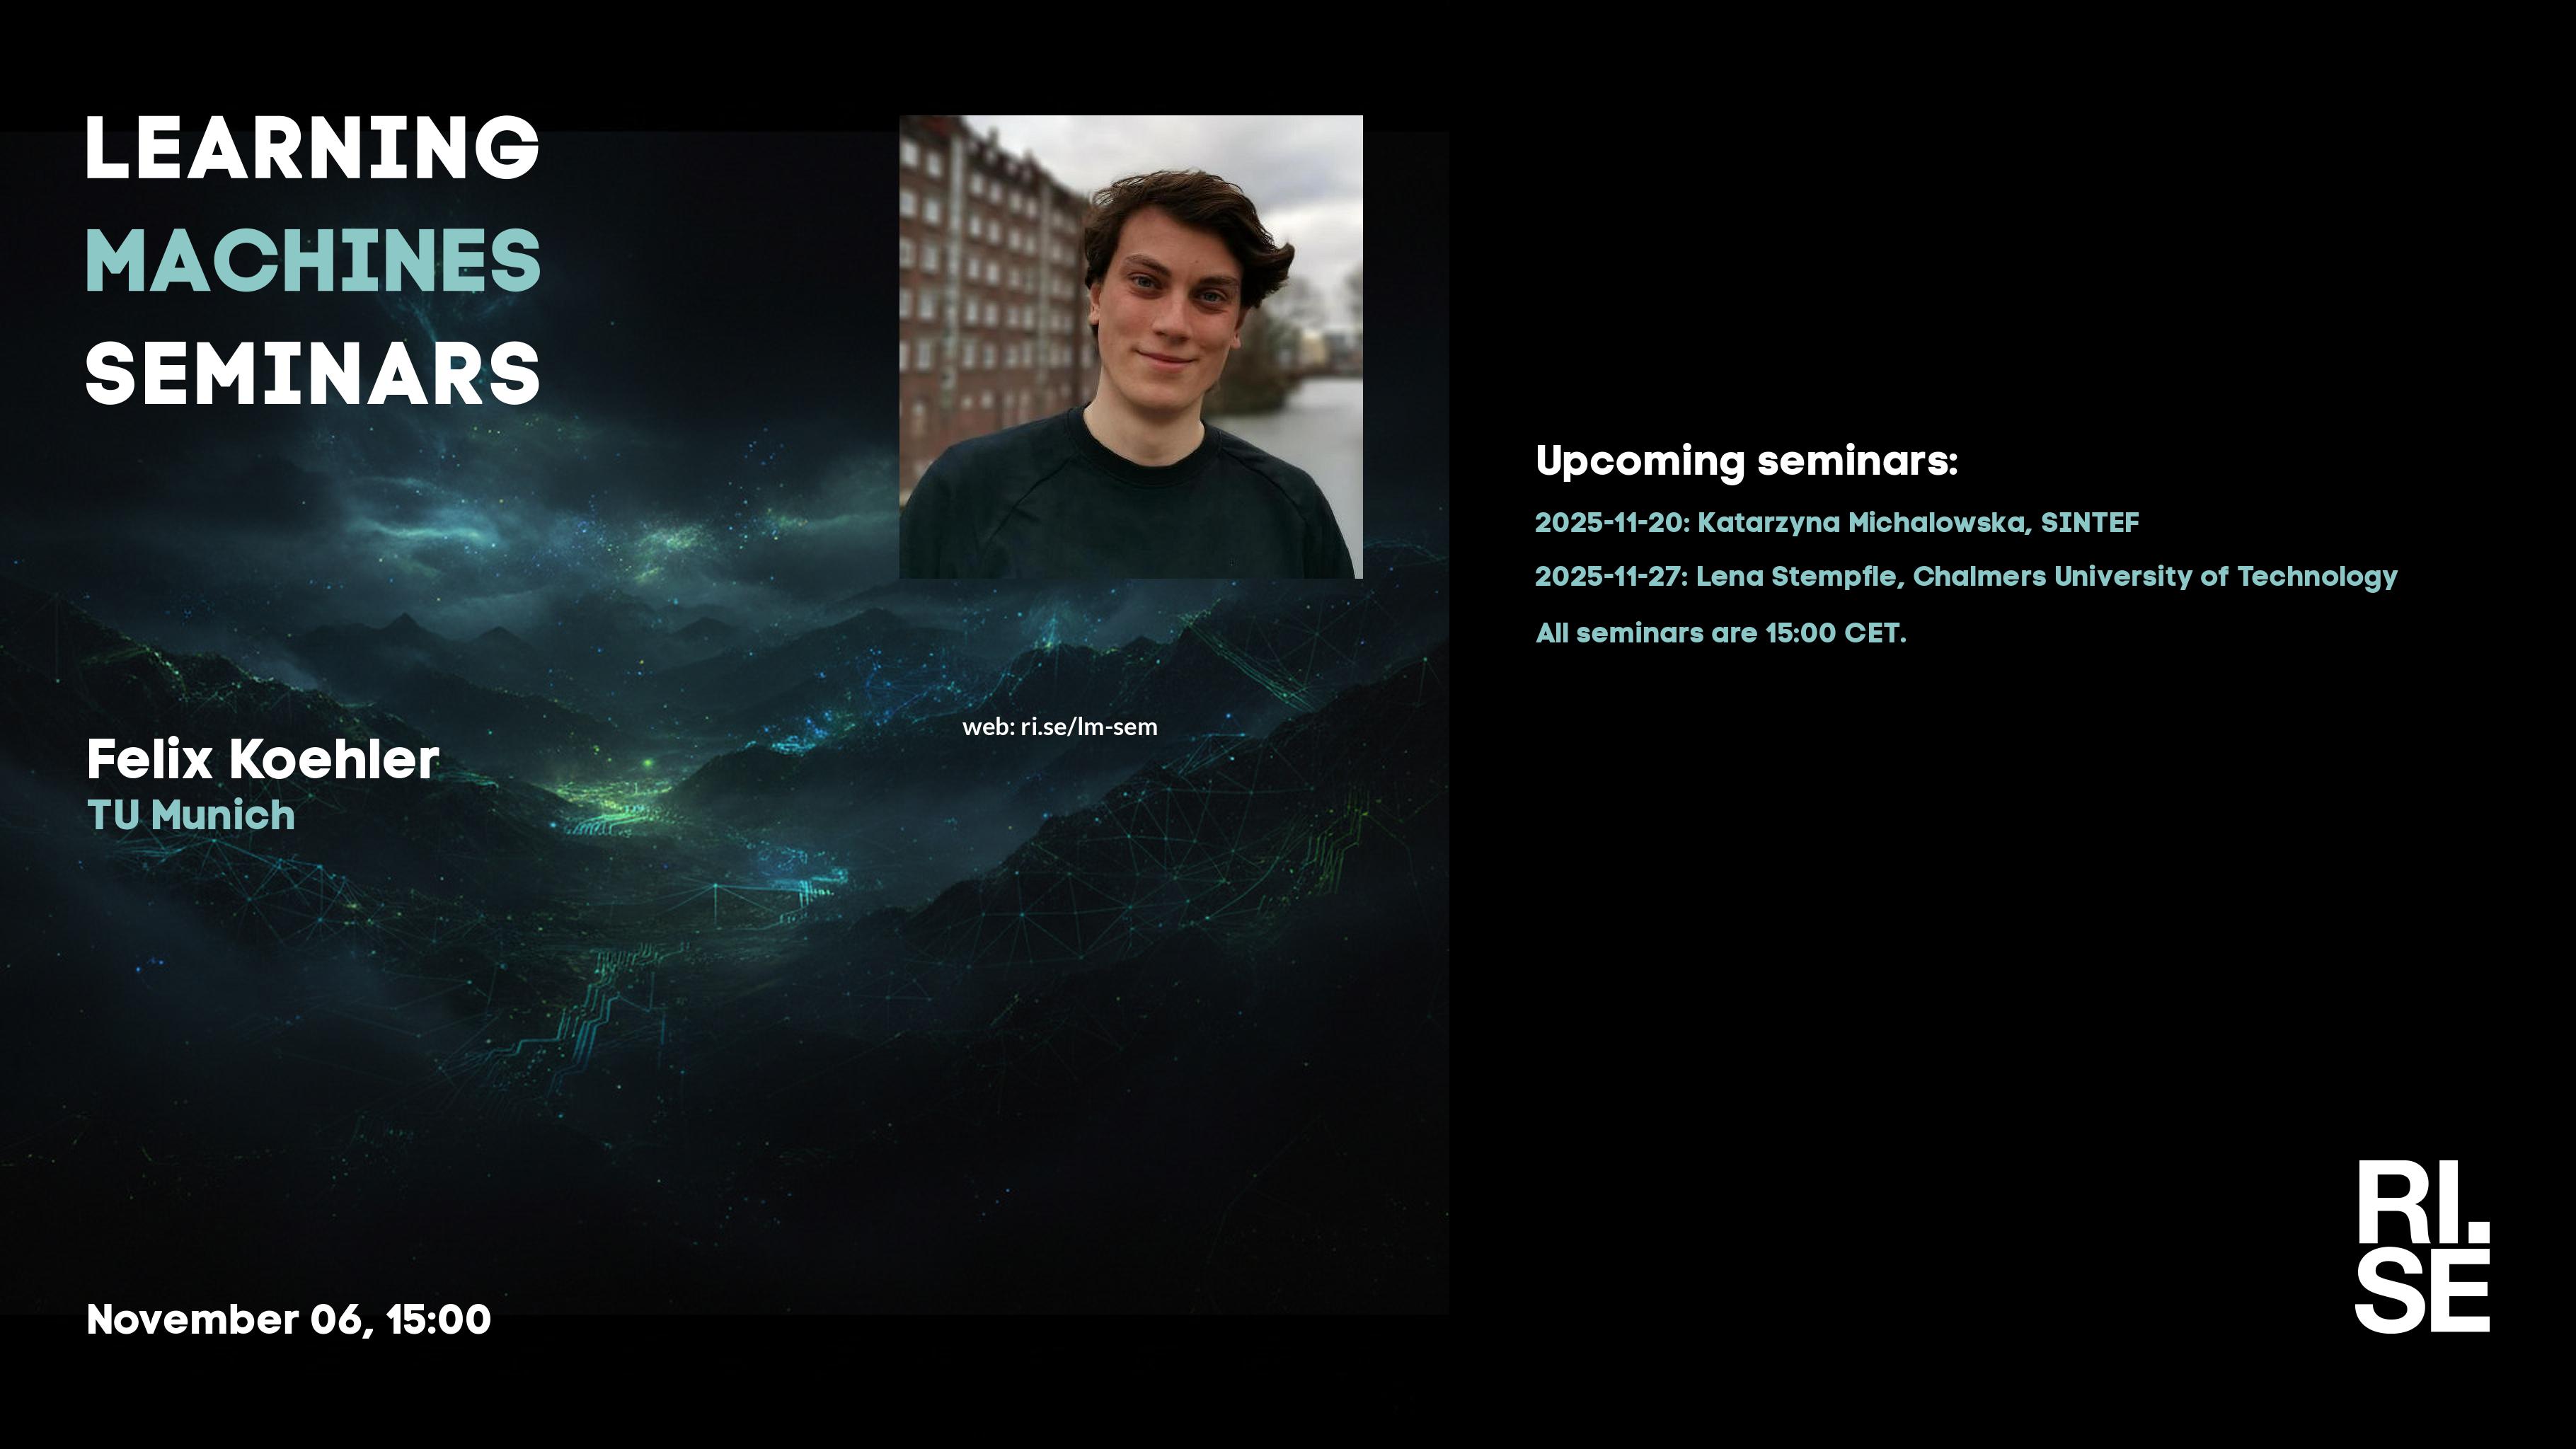 LEARNING
MACHINES
SEMINARS
Felix Koehler
TU Munich
November 06, 15:00
web: ri.se/lm-sem
Upcoming seminars:
2025-11-20: Katarzyna Michalowska, SINTEF
2025-11-27: Lena Stempfle, Chalmers University of Technology
All seminars are 15:00 CET.
RI.
SE